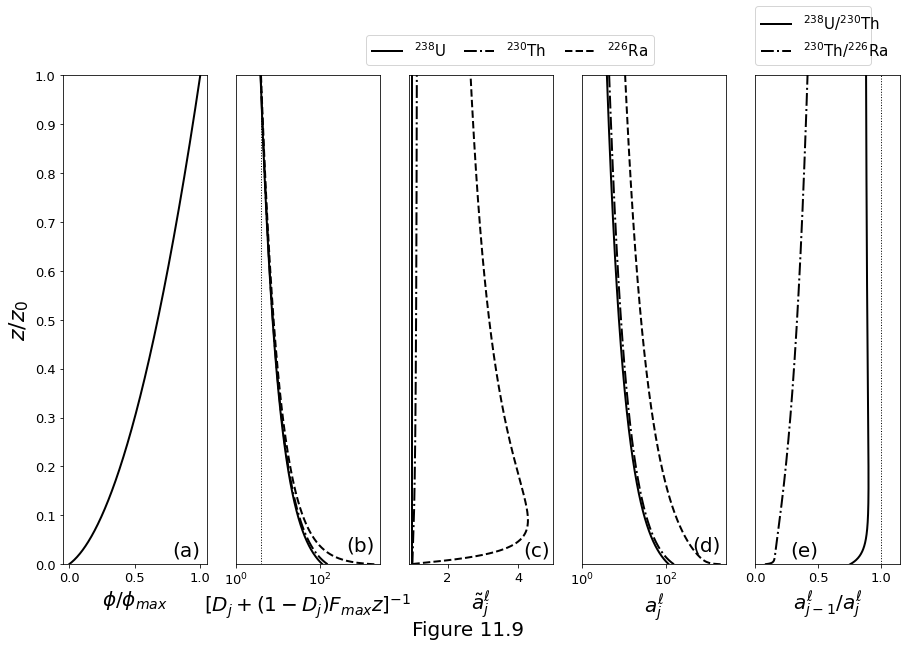 ²³⁸U ²³⁰Th ²²⁶Ra
²³⁸U/²³⁰Th
²³⁰Th/²²⁶Ra
z/z₀
1.0
0.9
0.8
0.7
0.6
0.5
0.4
0.3
0.2
0.1
0.0
(a) (b) (c) (d) (e)
0.0 0.5 1.0
10⁰ 10²
2 4
10⁰ 10²
0.0 0.5 1.0
ϕ/ϕ_max
[D_j + (1 − D_j)F_max z]⁻¹
ã_j^ℓ
a_j^ℓ
a_{j−1}^ℓ/a_j^ℓ
Figure 11.9